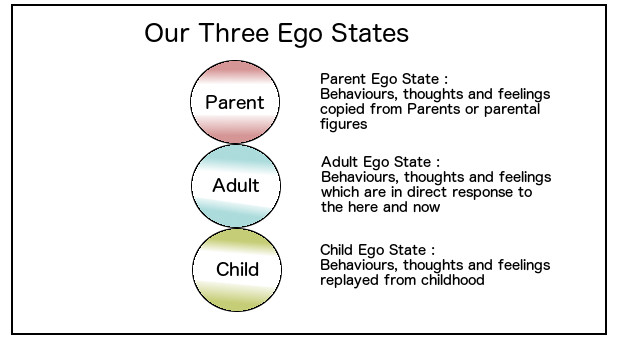 Our Three Ego States
Parent
Parent Ego State :
Behaviours, thoughts and feelings
copied from Parents or parental
figures
Adult
Adult Ego State :
Behaviours, thoughts and feelings
which are in direct response to
the here and now
Child
Child Ego State :
Behaviours, thoughts and feelings
replayed from childhood